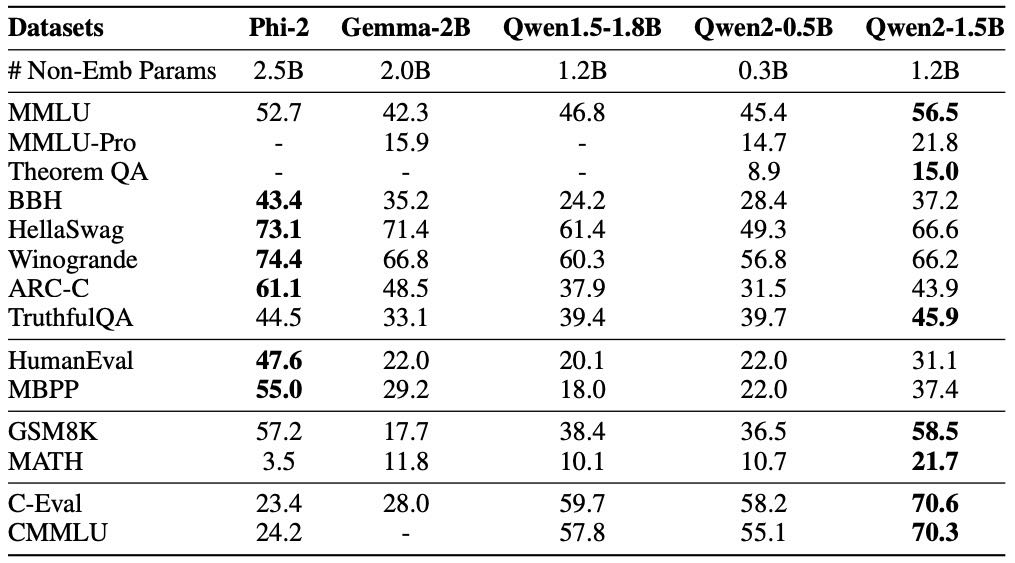 Datasets Phi-2 Gemma-2B Qwen1.5-1.8B Qwen2-0.5B Qwen2-1.5B
# Non-Emb Params 2.5B 2.0B 1.2B 0.3B 1.2B
MMLU 52.7 42.3 46.8 45.4 56.5
MMLU-Pro - 15.9 - 14.7 21.8
Theorem QA - - - 8.9 15.0
BBH 43.4 35.2 24.2 28.4 37.2
HellaSwag 73.1 71.4 61.4 49.3 66.6
Winogrande 74.4 66.8 60.3 56.8 66.2
ARC-C 61.1 48.5 37.9 31.5 43.9
TruthfulQA 44.5 33.1 39.4 39.7 45.9
HumanEval 47.6 22.0 20.1 22.0 31.1
MBPP 55.0 29.2 18.0 22.0 37.4
GSM8K 57.2 17.7 38.4 36.5 58.5
MATH 3.5 11.8 10.1 10.7 21.7
C-Eval 23.4 28.0 59.7 58.2 70.6
CMMLU 24.2 - 57.8 55.1 70.3